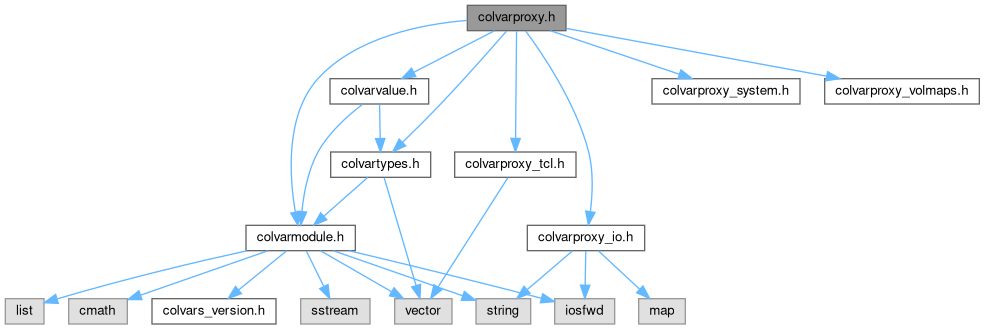 colvarproxy.h
colvarvalue.h
colvarproxy_system.h
colvarproxy_volmaps.h
colvartypes.h
colvarproxy_tcl.h
colvarmodule.h
colvarproxy_io.h
list
cmath
colvars_version.h
sstream
vector
string
iosfwd
map